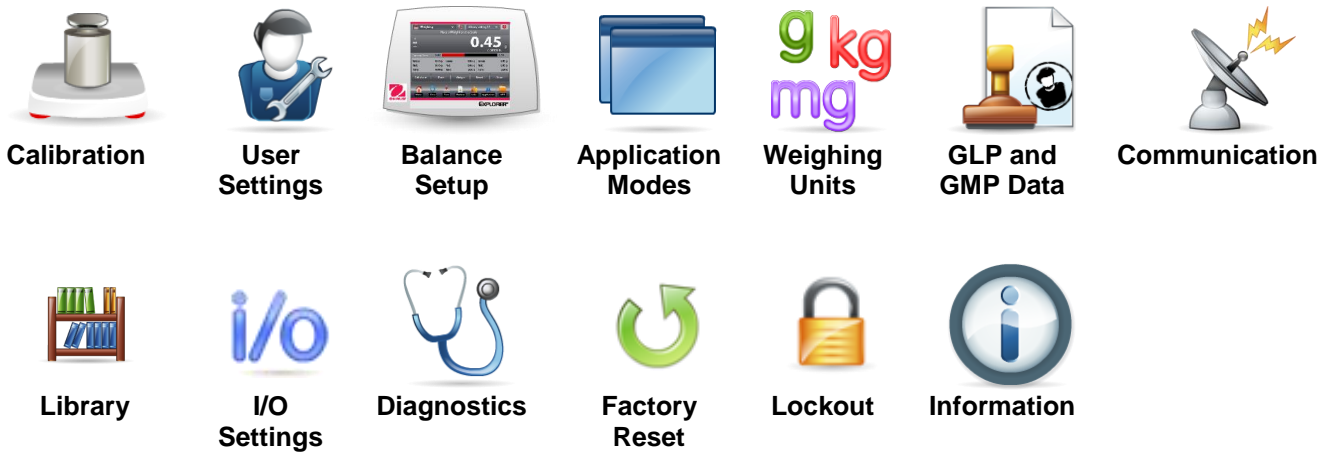 0.45
EXPLORER
g kg
mg
Calibration
User
Settings
Balance
Setup
Application
Modes
Weighing
Units
GLP and
GMP Data
Communication
i/o
Library
I/O
Settings
Diagnostics
Factory
Reset
Lockout
i
Information